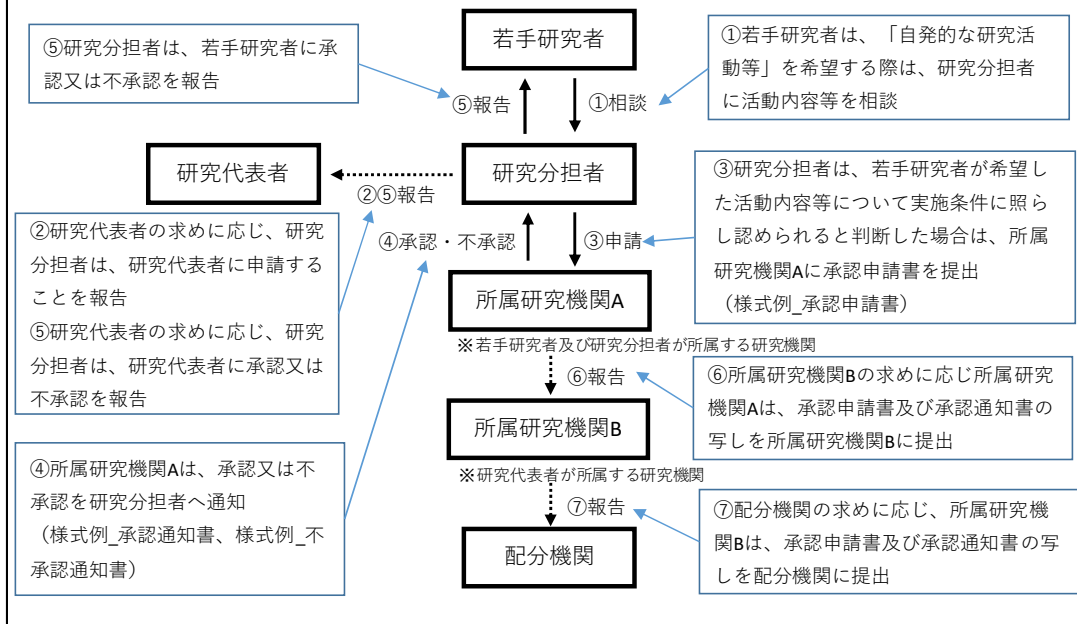 若手研究者
⑤研究分担者は、若手研究者に承
認又は不承認を報告
①若手研究者は、「自発的な研究活
動等」を希望する際は、研究分担者
に活動内容等を相談
⑤報告
①相談
研究代表者
研究分担者
②⑤報告
③研究分担者は、若手研究者が希望し
た活動内容等について実施条件に照ら
し認められると判断した場合は、所属
研究機関Aに承認申請書を提出
（様式例_承認申請書）
②研究代表者の求めに応じ、研究
分担者は、研究代表者に申請する
ことを報告
⑤研究代表者の求めに応じ、研究
分担者は、研究代表者に承認又は
不承認を報告
④承認・不承認
③申請
所属研究機関A
※若手研究者及び研究分担者が所属する研究機関
⑥報告
⑥所属研究機関Bの求めに応じ所属研究
機関Aは、承認申請書及び承認通知書の
写しを所属研究機関Bに提出
所属研究機関B
※研究代表者が所属する研究機関
④所属研究機関Aは、承認又は不
承認を研究分担者へ通知
（様式例_承認通知書、様式例_不
承認通知書）
⑦報告
⑦配分機関の求めに応じ、所属研究機
関Bは、承認申請書及び承認通知書の写
しを配分機関に提出
配分機関